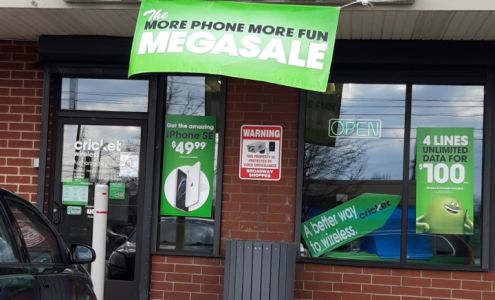 The
MORE PHONE MORE FUN
MEGASALE
cricket
wireless
Get the amazing
iPhone SE
$49.99
WARNING
THIS PROPERTY IS
PROTECTED BY
VIDEO SURVEILLANCE
BROADWAY
SHOPPES
OPEN
4 LINES
UNLIMITED
DATA FOR
$100
A better way cricket
to wireless.